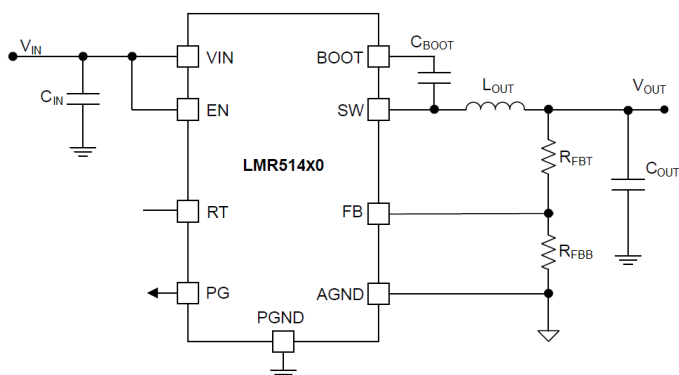 VIN
CIN
VIN
EN
RT
PG
LMR514X0
BOOT
SW
FB
AGND
PGND
CBOOT
LOUT
VOUT
RFBT
COUT
RFBB